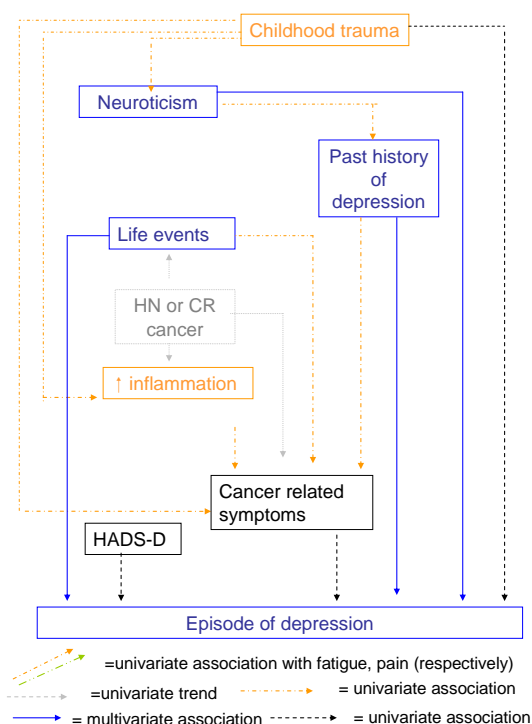 Childhood trauma
Neuroticism
Past history
of
depression
Life events
HN or CR
cancer
↑ inflammation
Cancer related
symptoms
HADS-D
Episode of depression
=univariate association with fatigue, pain (respectively)
=univariate trend
= univariate association
= multivariate association
= univariate association